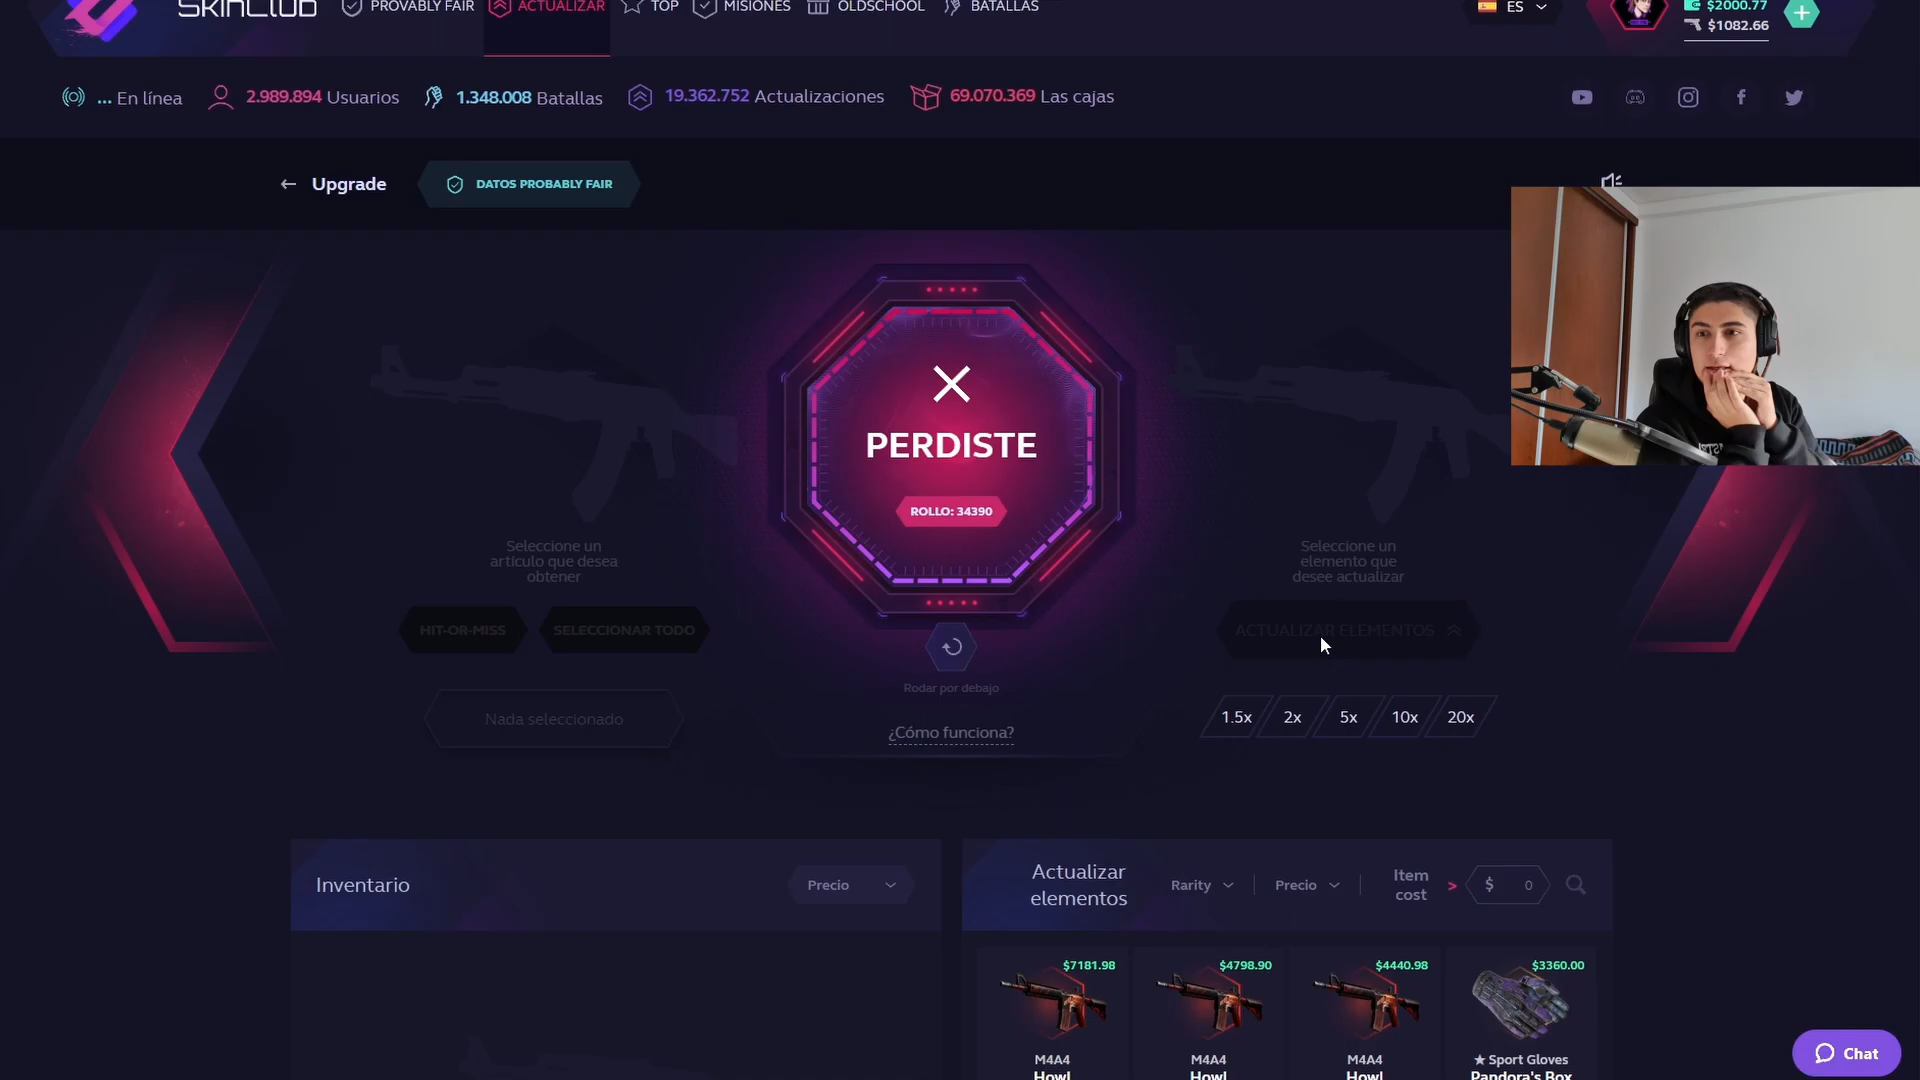 SKINCLUB PROVABLY FAIR ACTUALIZAR TOP MISIONES OLDSCHOOL BATALLAS ES $2000.77
$1082.66
... En línea 2.989.894 Usuarios 1.348.008 Batallas 19.362.752 Actualizaciones 69.070.369 Las cajas
← Upgrade DATOS PROBABLY FAIR
PERDISTE
ROLLO: 34390
Seleccione un
artículo que desea
obtener
Seleccione un
elemento que
desee actualizar
HIT-OR-MISS SELECCIONAR TODO
ACTUALIZAR ELEMENTOS
Rodar por debajo
Nada seleccionado
¿Cómo funciona?
1.5x 2x 5x 10x 20x
Inventario Precio
Actualizar
elementos
Rarity Precio
Item
cost
> $ 0
$7181.98 $4798.90 $4440.98 $3360.00
M4A4 M4A4 M4A4 ★ Sport Gloves
Howl Howl Howl Pandora's Box
Chat